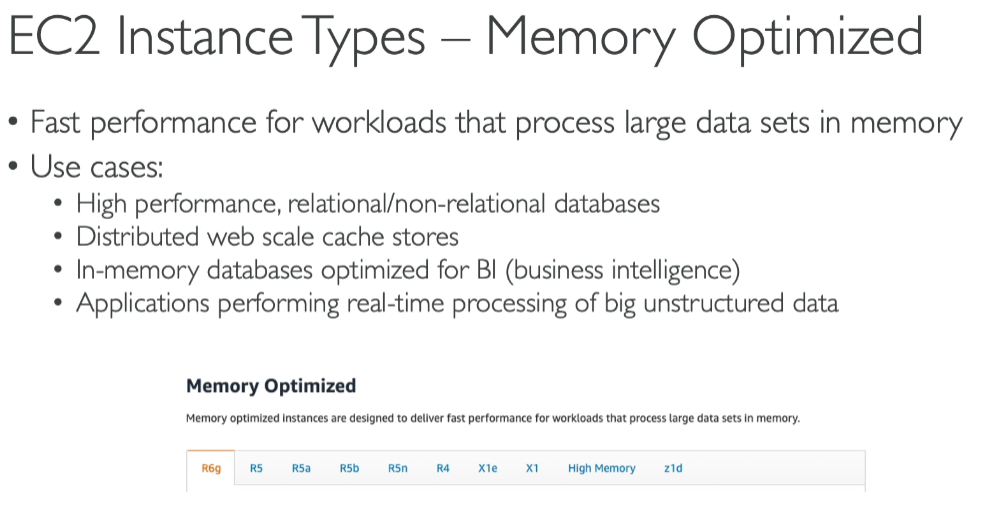 EC2 Instance Types – Memory Optimized
• Fast performance for workloads that process large data sets in memory
• Use cases:
• High performance, relational/non-relational databases
• Distributed web scale cache stores
• In-memory databases optimized for BI (business intelligence)
• Applications performing real-time processing of big unstructured data
Memory Optimized
Memory optimized instances are designed to deliver fast performance for workloads that process large data sets in memory.
R6g R5 R5a R5b R5n R4 X1e X1 High Memory z1d